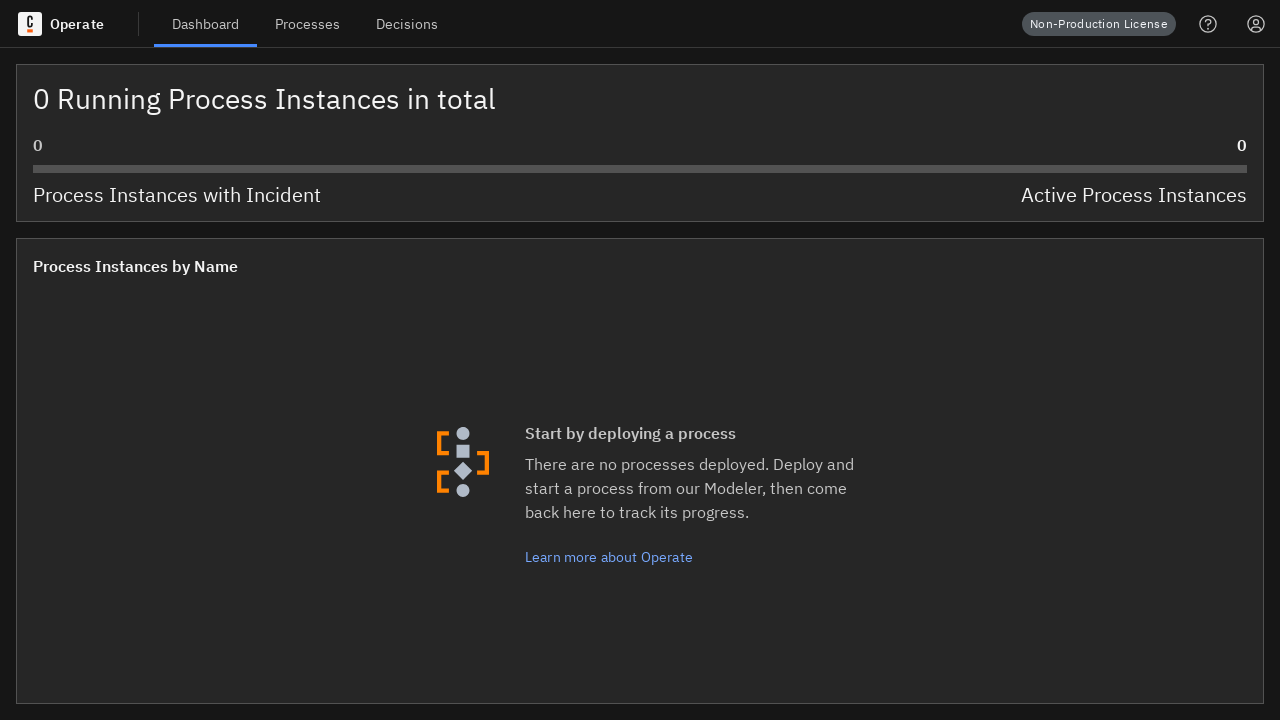 Operate
Dashboard
Processes
Decisions
Non-Production License
0 Running Process Instances in total
0
0
Process Instances with Incident
Active Process Instances
Process Instances by Name
Start by deploying a process
There are no processes deployed. Deploy and
start a process from our Modeler, then come
back here to track its progress.
Learn more about Operate